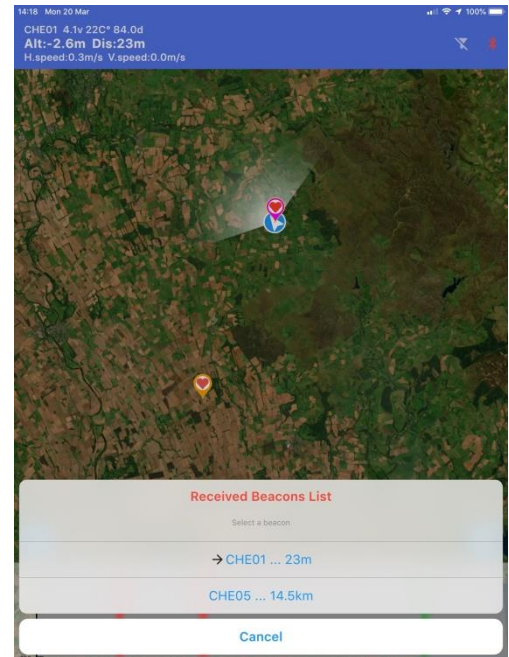 14:18 Mon 20 Mar 100%
CHE01 4.1v 22C° 84.0d
Alt:-2.6m Dis:23m
H.speed:0.3m/s V.speed:0.0m/s
Received Beacons List
Select a beacon
→ CHE01 ... 23m
CHE05 ... 14.5km
Cancel